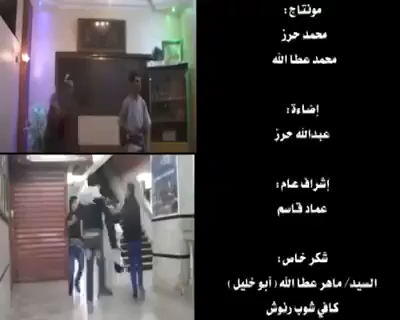 مونتاج :
محمد حرز
محمد عطا الله
إضاءة :
عبدالله حرز
إشراف عام :
عماد قاسم
شكر خاص :
السيد/ ماهر عطا الله ( أبو خليل )
كافي شوب رنوش